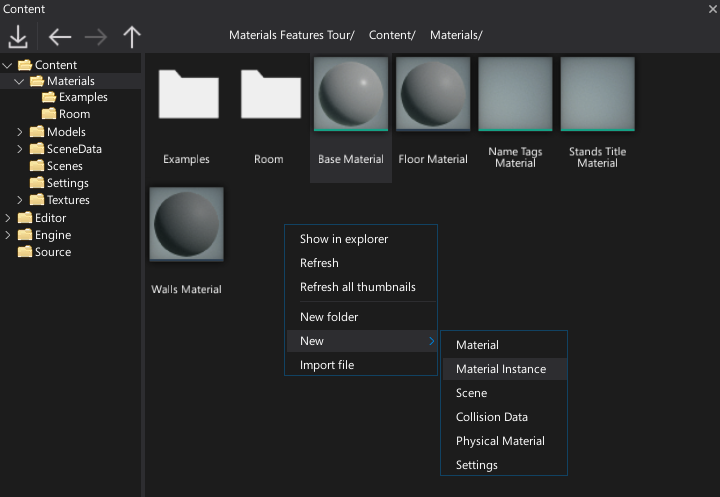 Content
Materials Features Tour/ Content/ Materials/
Content
Materials
Examples
Room
Models
SceneData
Scenes
Settings
Textures
Editor
Engine
Source
Examples
Room
Base Material
Floor Material
Name Tags
Material
Stands Title
Material
Walls Material
Show in explorer
Refresh
Refresh all thumbnails
New folder
New
Import file
Material
Material Instance
Scene
Collision Data
Physical Material
Settings